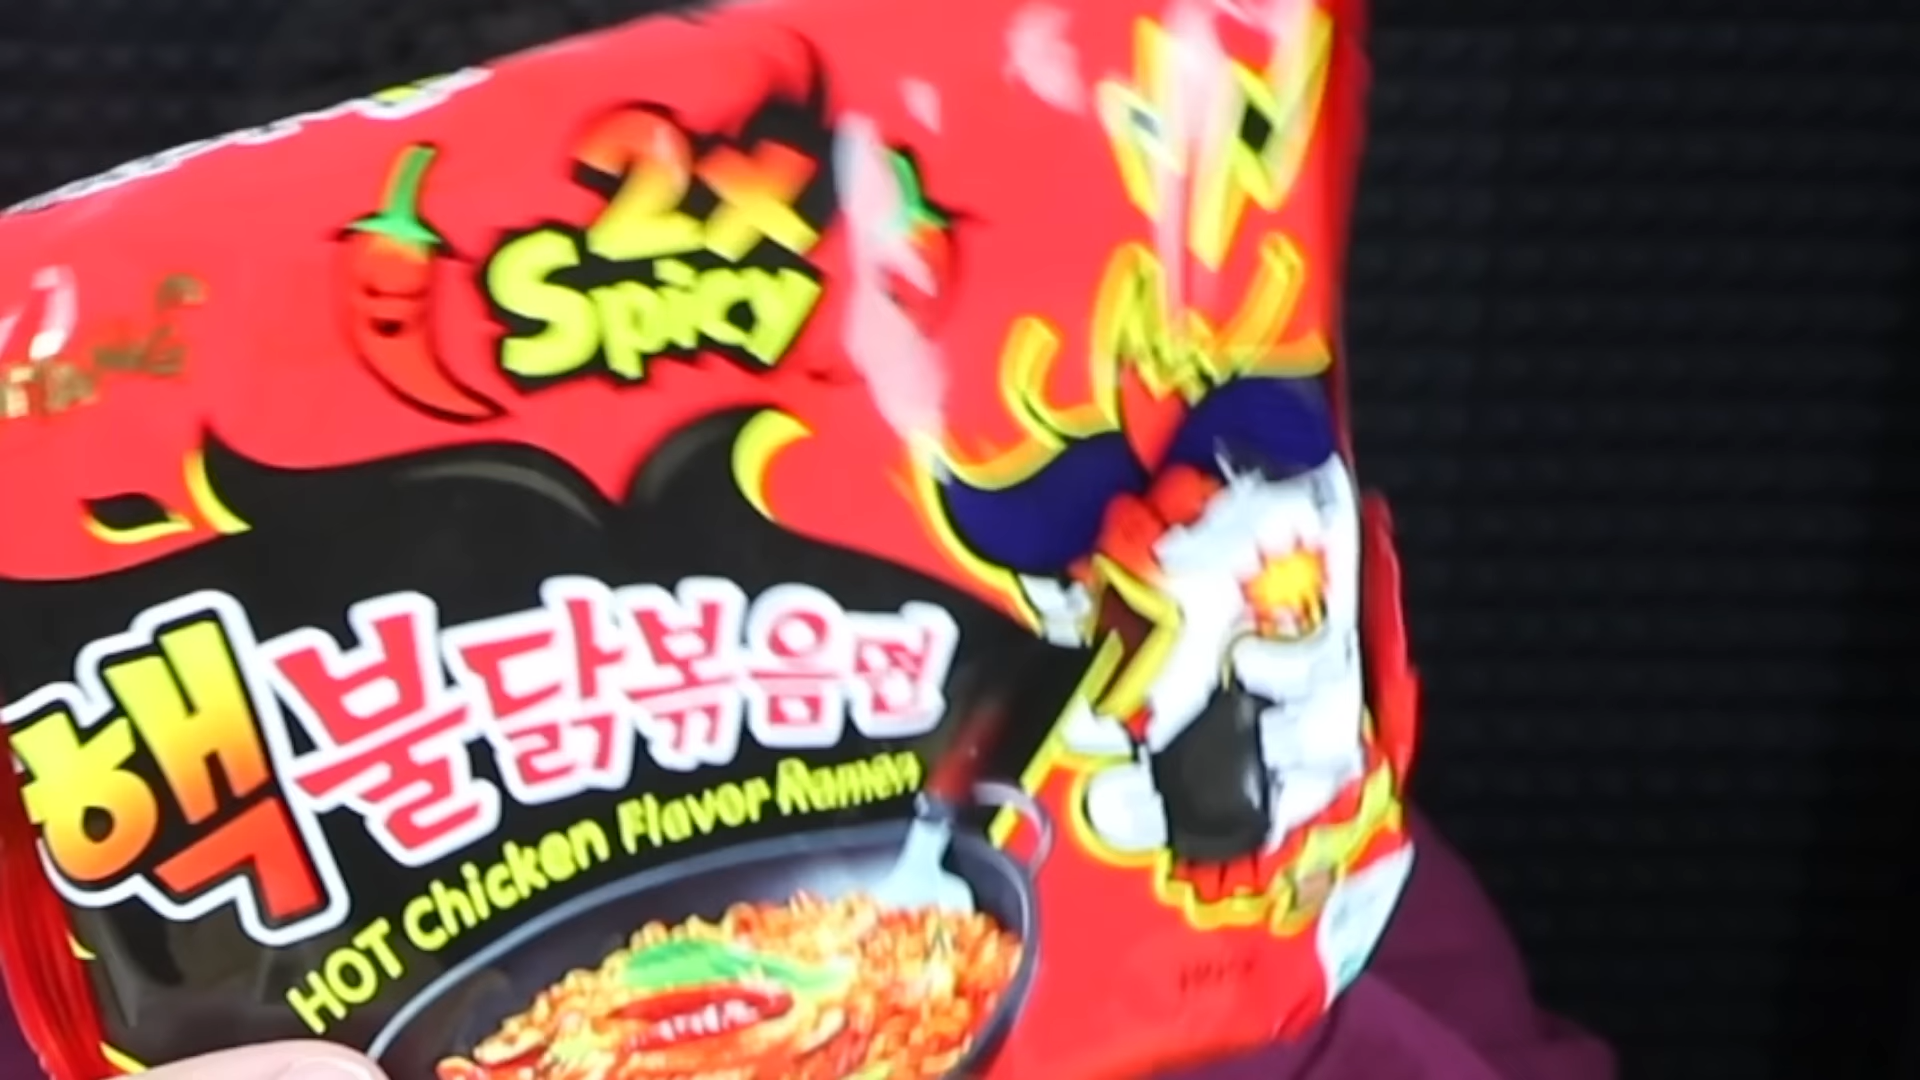 2x
Spicy
핵불닭볶음면
HOT Chicken Flavor Ramen